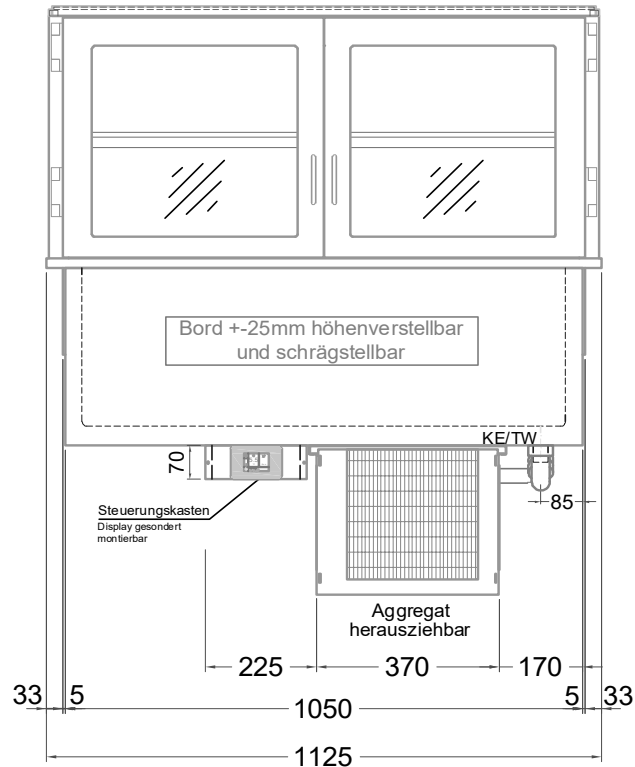 Bord +-25mm höhenverstellbar
und schrägstellbar
KE/TW
70
85
Steuerungskasten
Display gesondert
montierbar
Aggregat
herausziehbar
225 370 170
33 5 1050 5 33
1125